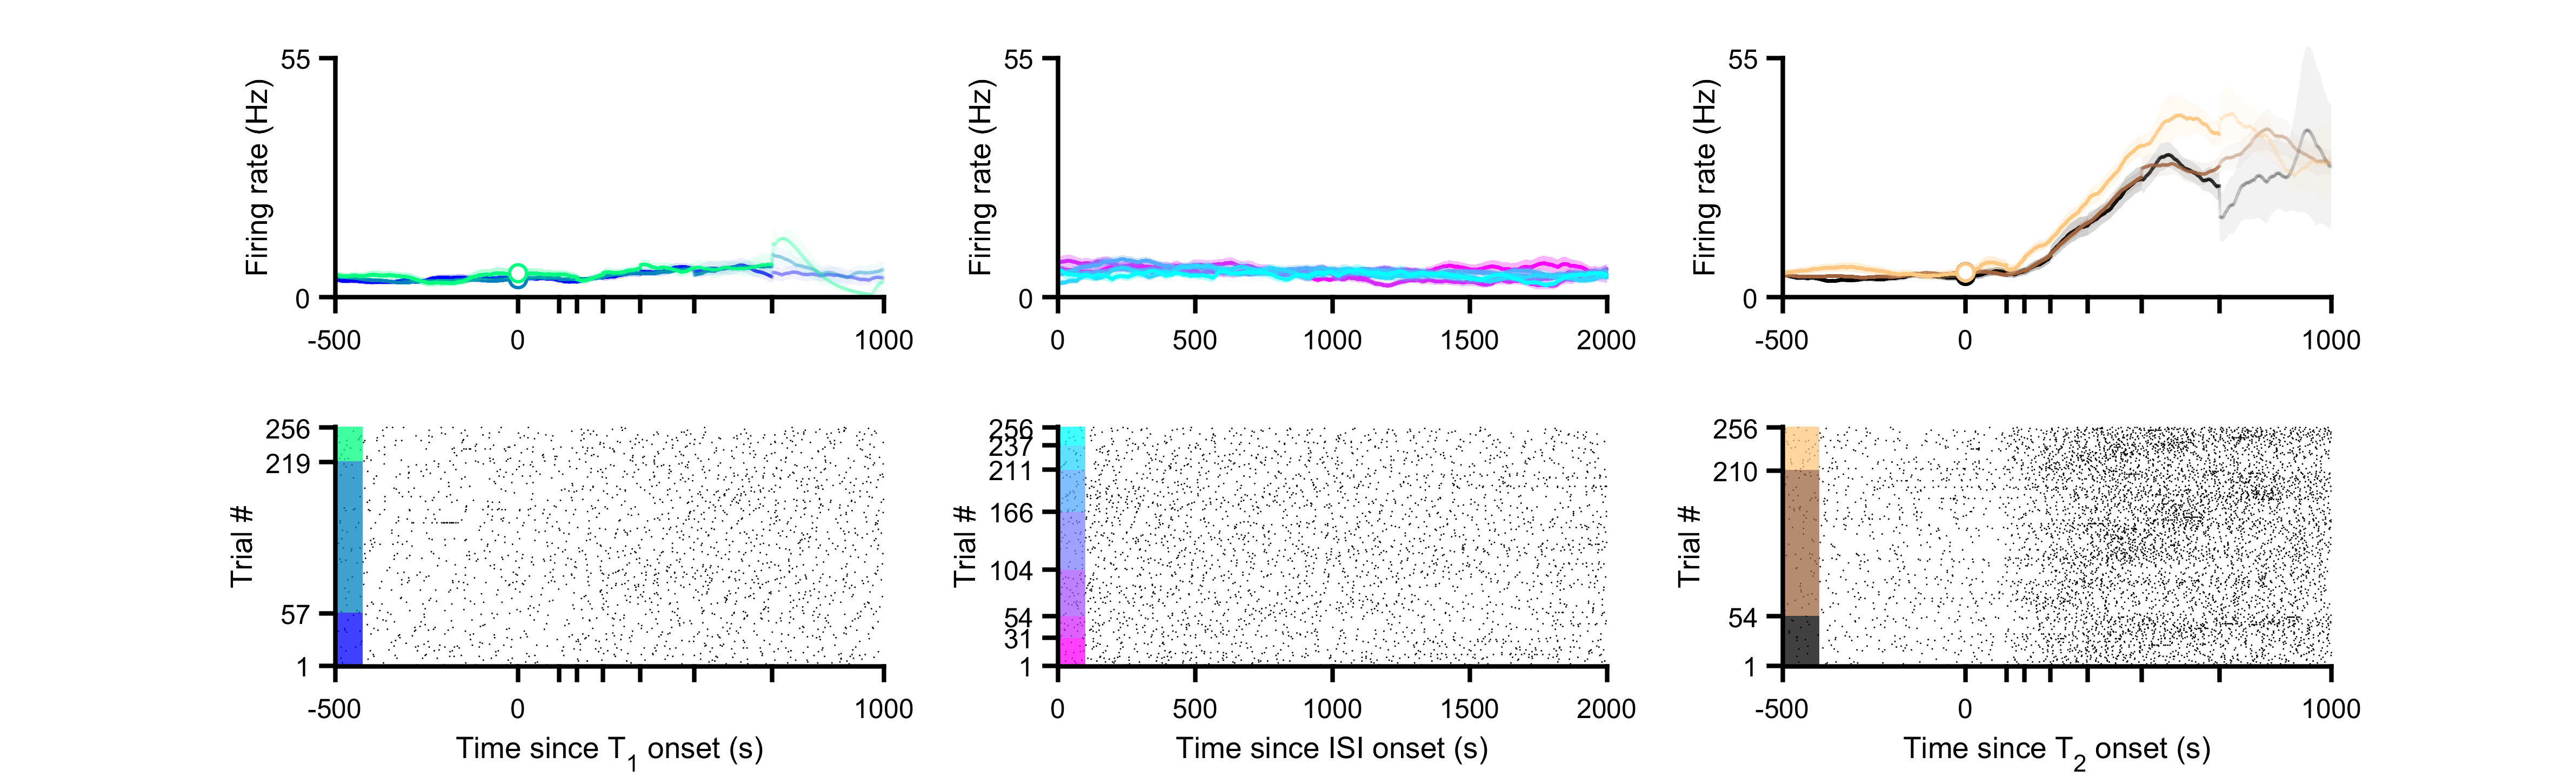 55
Firing rate (Hz)
0
-500 0 1000
55
Firing rate (Hz)
0
0 500 1000 1500 2000
55
Firing rate (Hz)
0
-500 0 1000
256
219
Trial #
57
1
-500 0 1000
Time since T1 onset (s)
256
237
211
166
Trial #
104
54
31
1
0 500 1000 1500 2000
Time since ISI onset (s)
256
210
Trial #
54
1
-500 0 1000
Time since T2 onset (s)